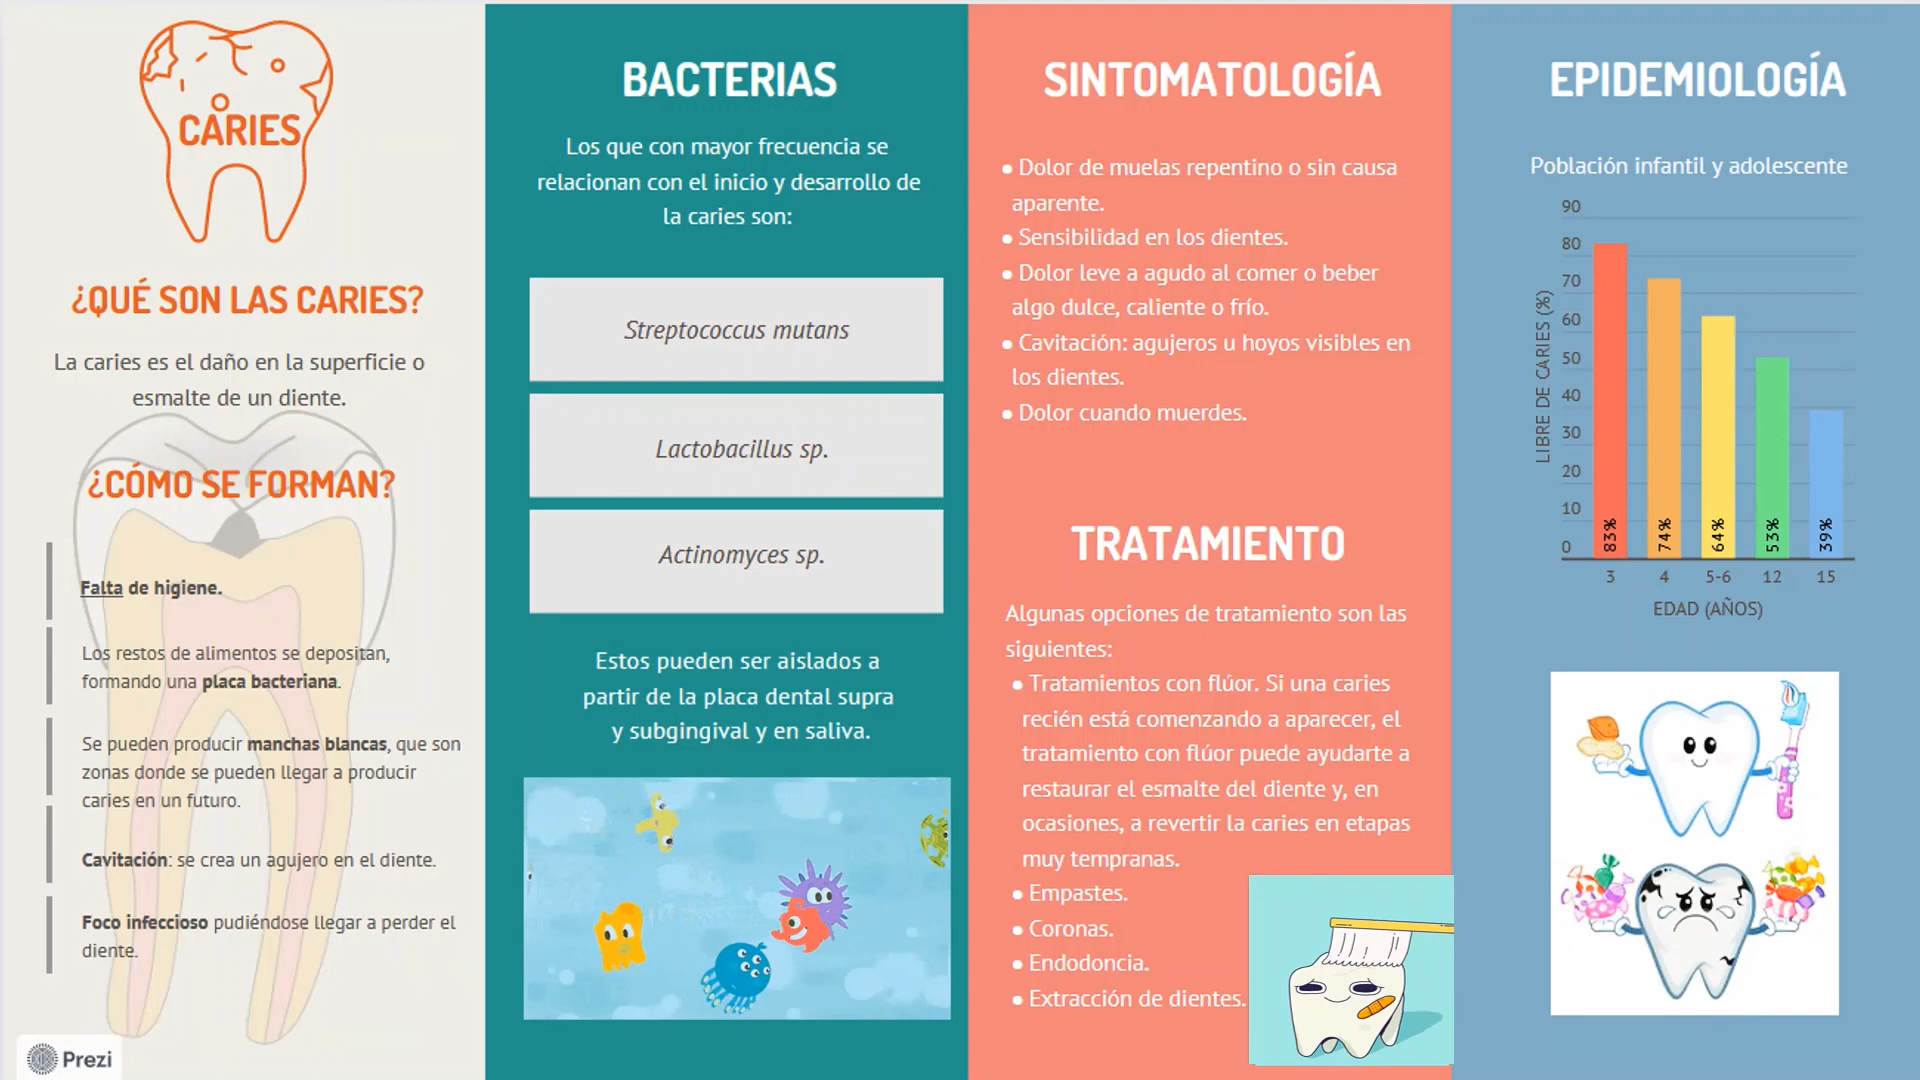 CARIES
¿QUÉ SON LAS CARIES?
La caries es el daño en la superficie o
esmalte de un diente.
¿CÓMO SE FORMAN?
Falta de higiene.
Los restos de alimentos se depositan,
formando una placa bacteriana.
Se pueden producir manchas blancas, que son
zonas donde se pueden llegar a producir
caries en un futuro.
Cavitación: se crea un agujero en el diente.
Foco infeccioso pudiéndose llegar a perder el
diente.
Prezi
BACTERIAS
Los que con mayor frecuencia se
relacionan con el inicio y desarrollo de
la caries son:
Streptococcus mutans
Lactobacillus sp.
Actinomyces sp.
Estos pueden ser aislados a
partir de la placa dental supra
y subgingival y en saliva.
SINTOMATOLOGÍA
• Dolor de muelas repentino o sin causa
aparente.
• Sensibilidad en los dientes.
• Dolor leve a agudo al comer o beber
algo dulce, caliente o frío.
• Cavitación: agujeros u hoyos visibles en
los dientes.
• Dolor cuando muerdes.
TRATAMIENTO
Algunas opciones de tratamiento son las
siguientes:
• Tratamientos con flúor. Si una caries
recién está comenzando a aparecer, el
tratamiento con flúor puede ayudarte a
restaurar el esmalte del diente y, en
ocasiones, a revertir la caries en etapas
muy tempranas.
• Empastes.
• Coronas.
• Endodoncia.
• Extracción de dientes.
EPIDEMIOLOGÍA
Población infantil y adolescente
LIBRE DE CARIES (%)
90
80
70
60
50
40
30
20
10
0
83% 74% 64% 53% 39%
3 4 5-6 12 15
EDAD (AÑOS)